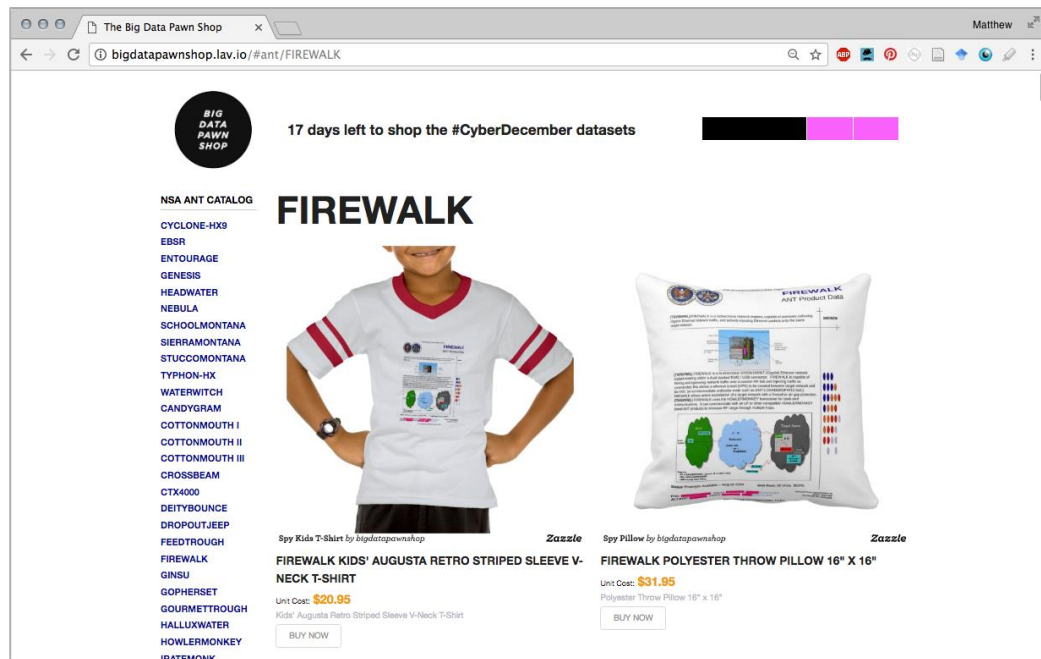 The Big Data Pawn Shop
Matthew
bigdatapawnshop.lav.io/#ant/FIREWALK
ABP
BIG
DATA
PAWN
SHOP
17 days left to shop the #CyberDecember datasets
NSA ANT CATALOG
CYCLONE-HX9
EBSR
ENTOURAGE
GENESIS
HEADWATER
NEBULA
SCHOOLMONTANA
SIERRAMONTANA
STUCCOMONTANA
TYPHON-HX
WATERWITCH
CANDYGRAM
COTTONMOUTH I
COTTONMOUTH II
COTTONMOUTH III
CROSSBEAM
CTX4000
DEITYBOUNCE
DROPOUTJEEP
FEEDTROUGH
FIREWALK
GINSU
GOPHERSET
GOURMETTROUGH
HALLUXWATER
HOWLERMONKEY
IRATEMONK
FIREWALK
FIREWALK
FIREWALK
ANT Product Data
Spy Kids T-Shirt by bigdatapawnshop
Zazzle
FIREWALK KIDS' AUGUSTA RETRO STRIPED SLEEVE V-
NECK T-SHIRT
Unit Cost: $20.95
Kids' Augusta Retro Striped Sleeve V-Neck T-Shirt
BUY NOW
Spy Pillow by bigdatapawnshop
Zazzle
FIREWALK POLYESTER THROW PILLOW 16" X 16"
Unit Cost: $31.95
Polyester Throw Pillow 16" x 16"
BUY NOW